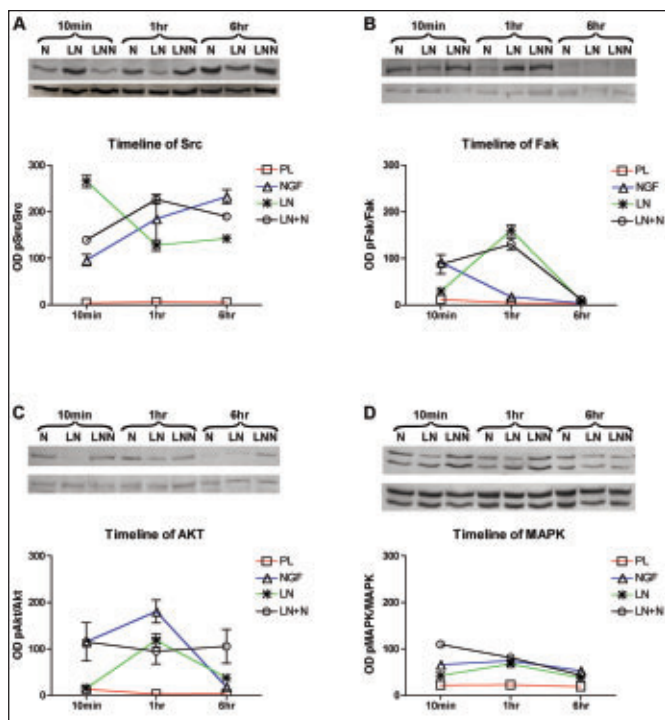 A
10min 1hr 6hr
N LN LNN N LN LNN N LN LNN
Timeline of Src
300
200
100
0
OD pSrc/Src
10min 1hr 6hr
PL
NGF
LN
LN+N
B
10min 1hr 6hr
N LN LNN N LN LNN N LN LNN
Timeline of Fak
300
200
100
0
OD pFak/Fak
10min 1hr 6hr
PL
NGF
LN
LN+N
C
10min 1hr 6hr
N LN LNN N LN LNN N LN LNN
Timeline of AKT
300
200
100
0
OD pAkt/Akt
10min 1hr 6hr
PL
NGF
LN
LN+N
D
10min 1hr 6hr
N LN LNN N LN LNN N LN LNN
Timeline of MAPK
300
200
100
0
OD pMAPK/MAPK
10min 1hr 6hr
PL
NGF
LN
LN+N